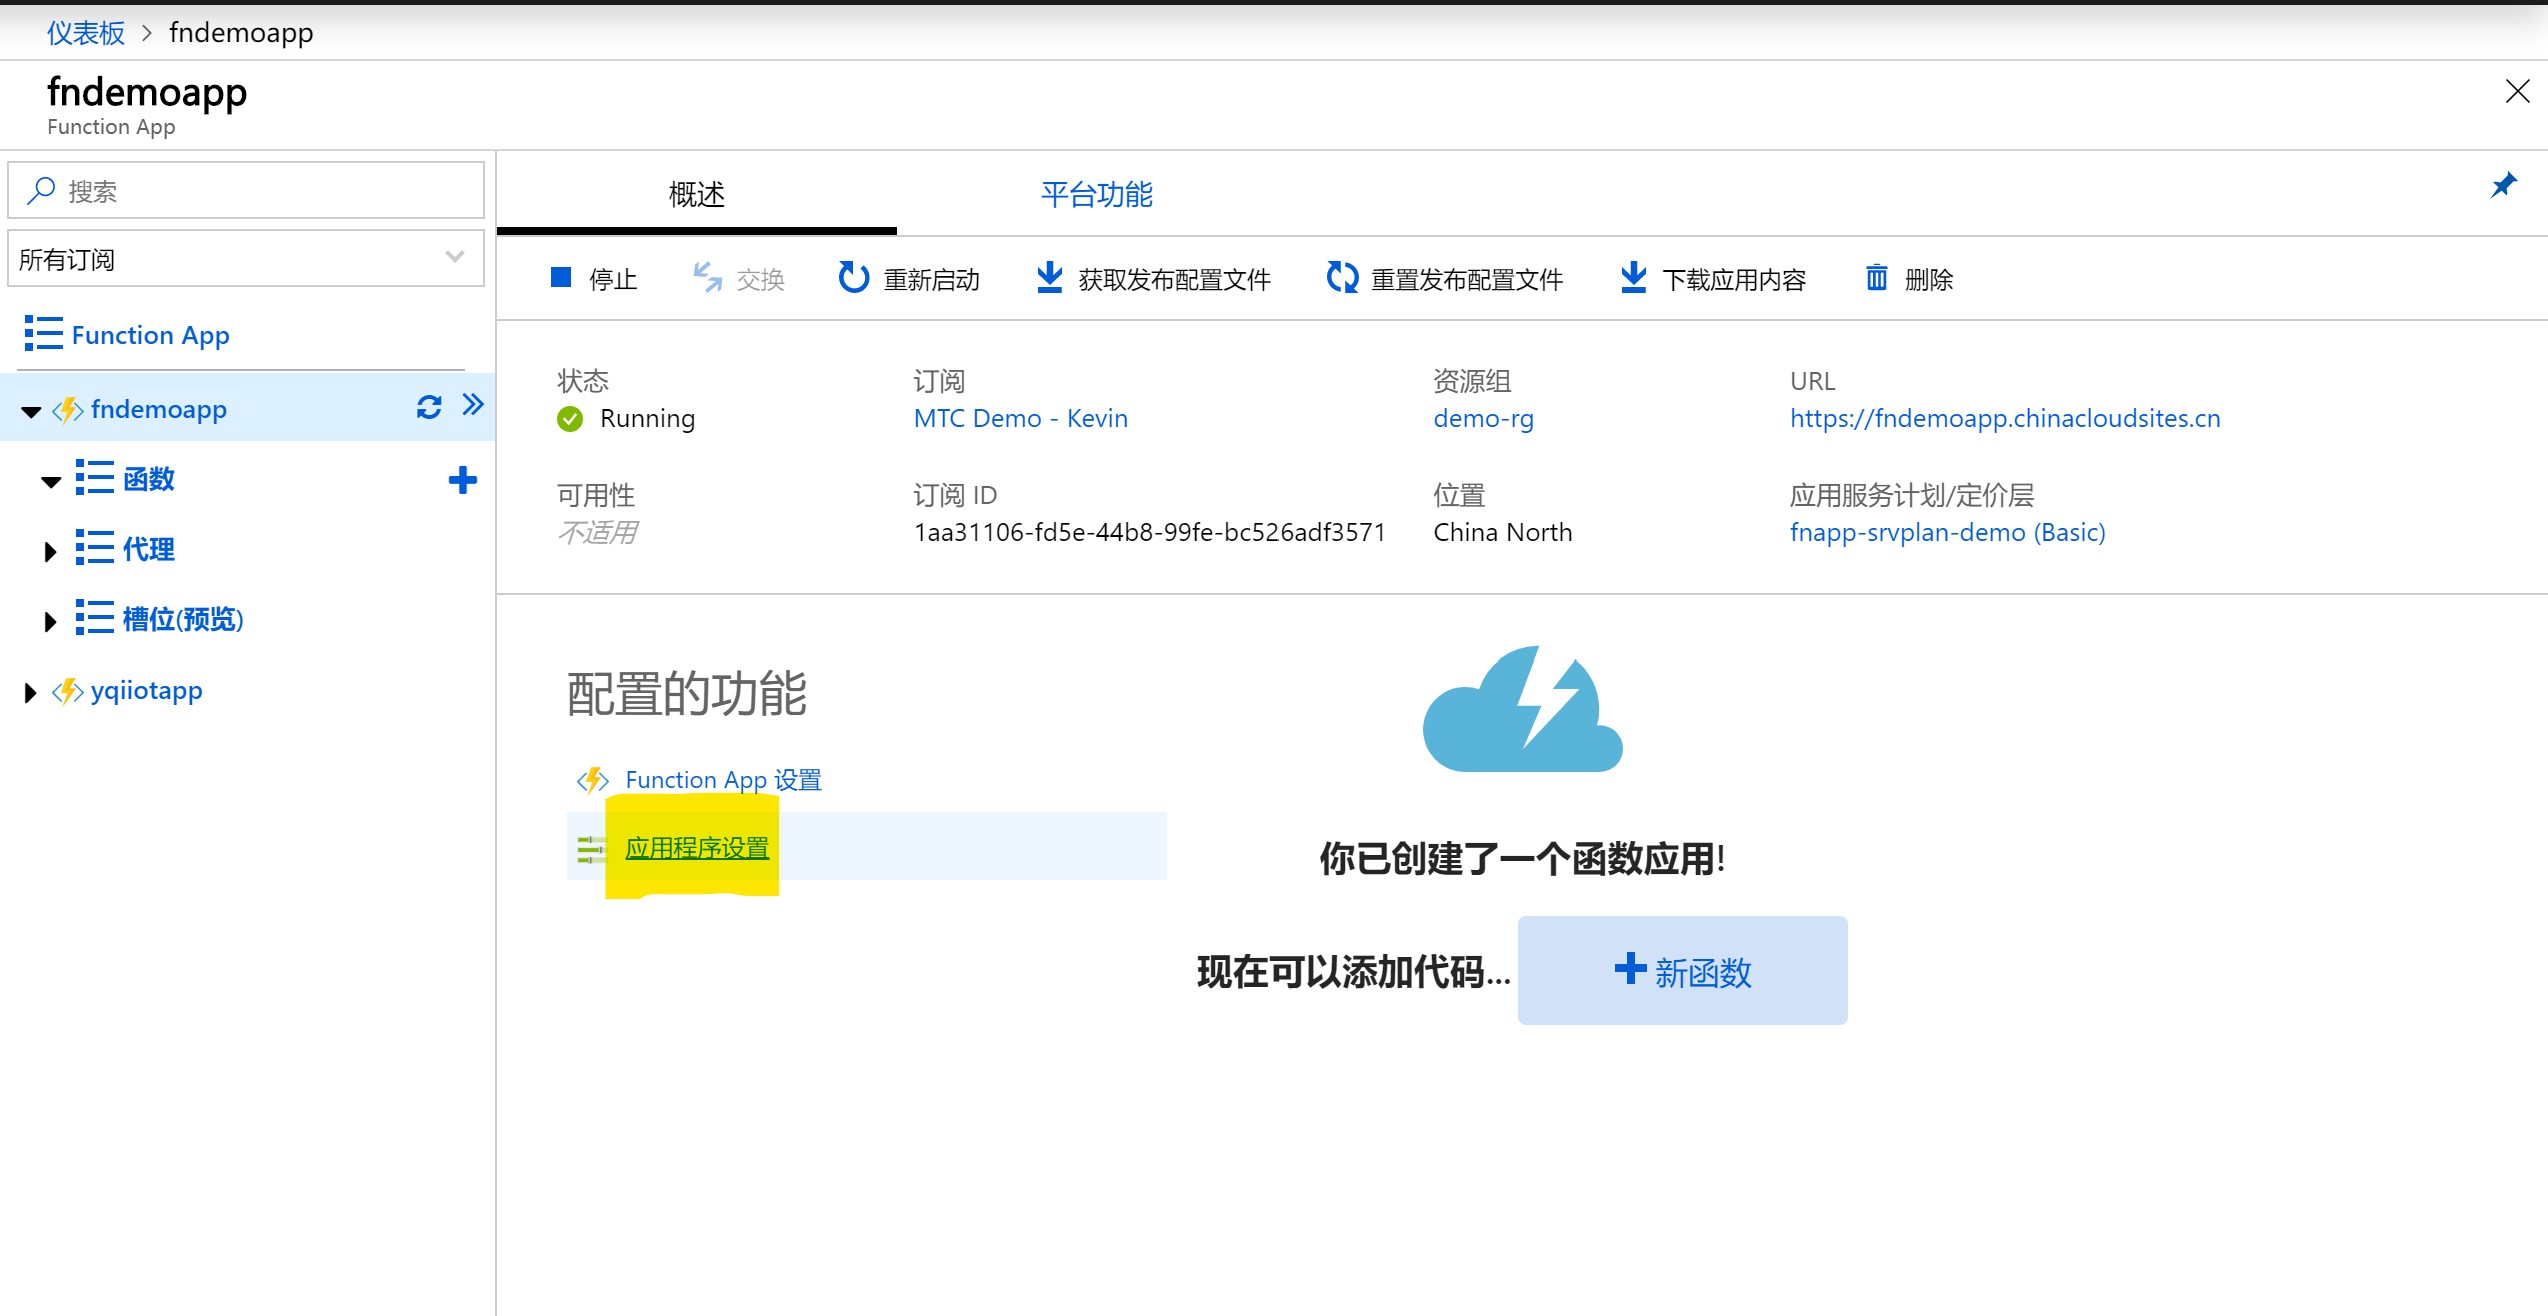 仪表板 > fndemoapp
fndemoapp
Function App
搜索
所有订阅
Function App
fndemoapp
函数
代理
槽位(预览)
yqiiotapp
概述 平台功能
停止 交换 重新启动 获取发布配置文件 重置发布配置文件 下载应用内容 删除
状态 订阅 资源组 URL
Running MTC Demo - Kevin demo-rg https://fndemoapp.chinacloudsites.cn
可用性 订阅 ID 位置 应用服务计划/定价层
不适用 1aa31106-fd5e-44b8-99fe-bc526adf3571 China North fnapp-srvplan-demo (Basic)
配置的功能
Function App 设置
应用程序设置
你已创建了一个函数应用!
现在可以添加代码... 新函数